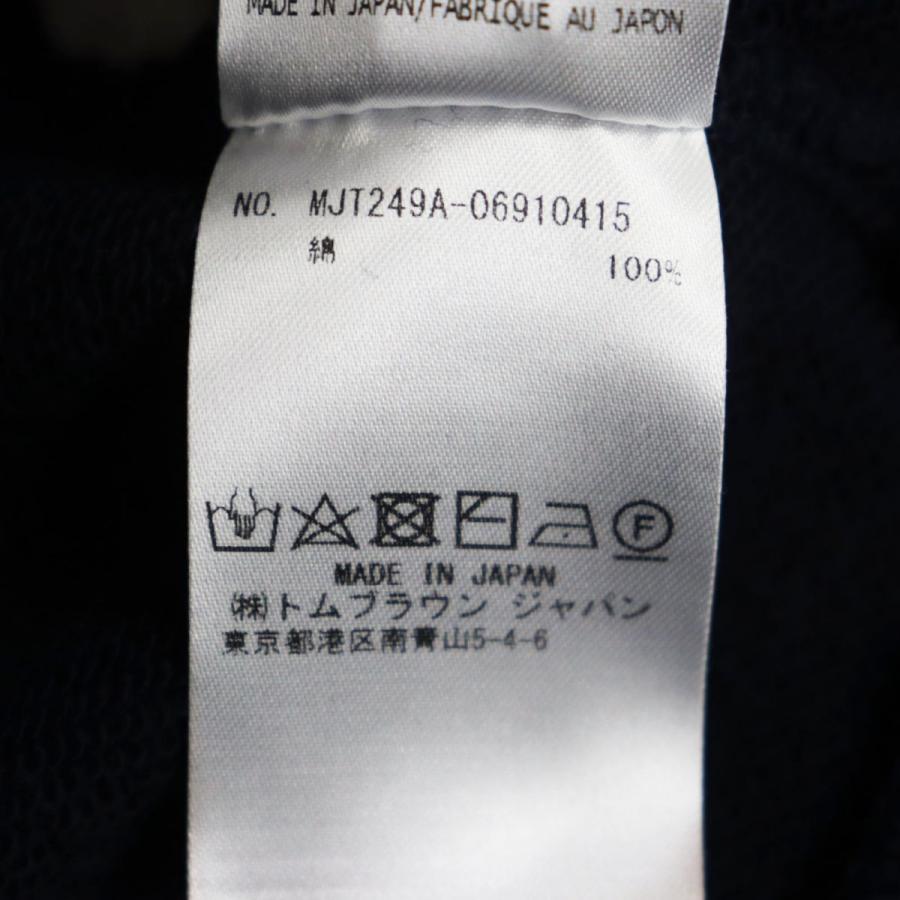 MADE IN JAPAN/FABRIQUE AU JAPON
NO. MJT249A-06910415
綿 100%
F
MADE IN JAPAN
(株)トムブラウン ジャパン
東京都港区南青山5-4-6